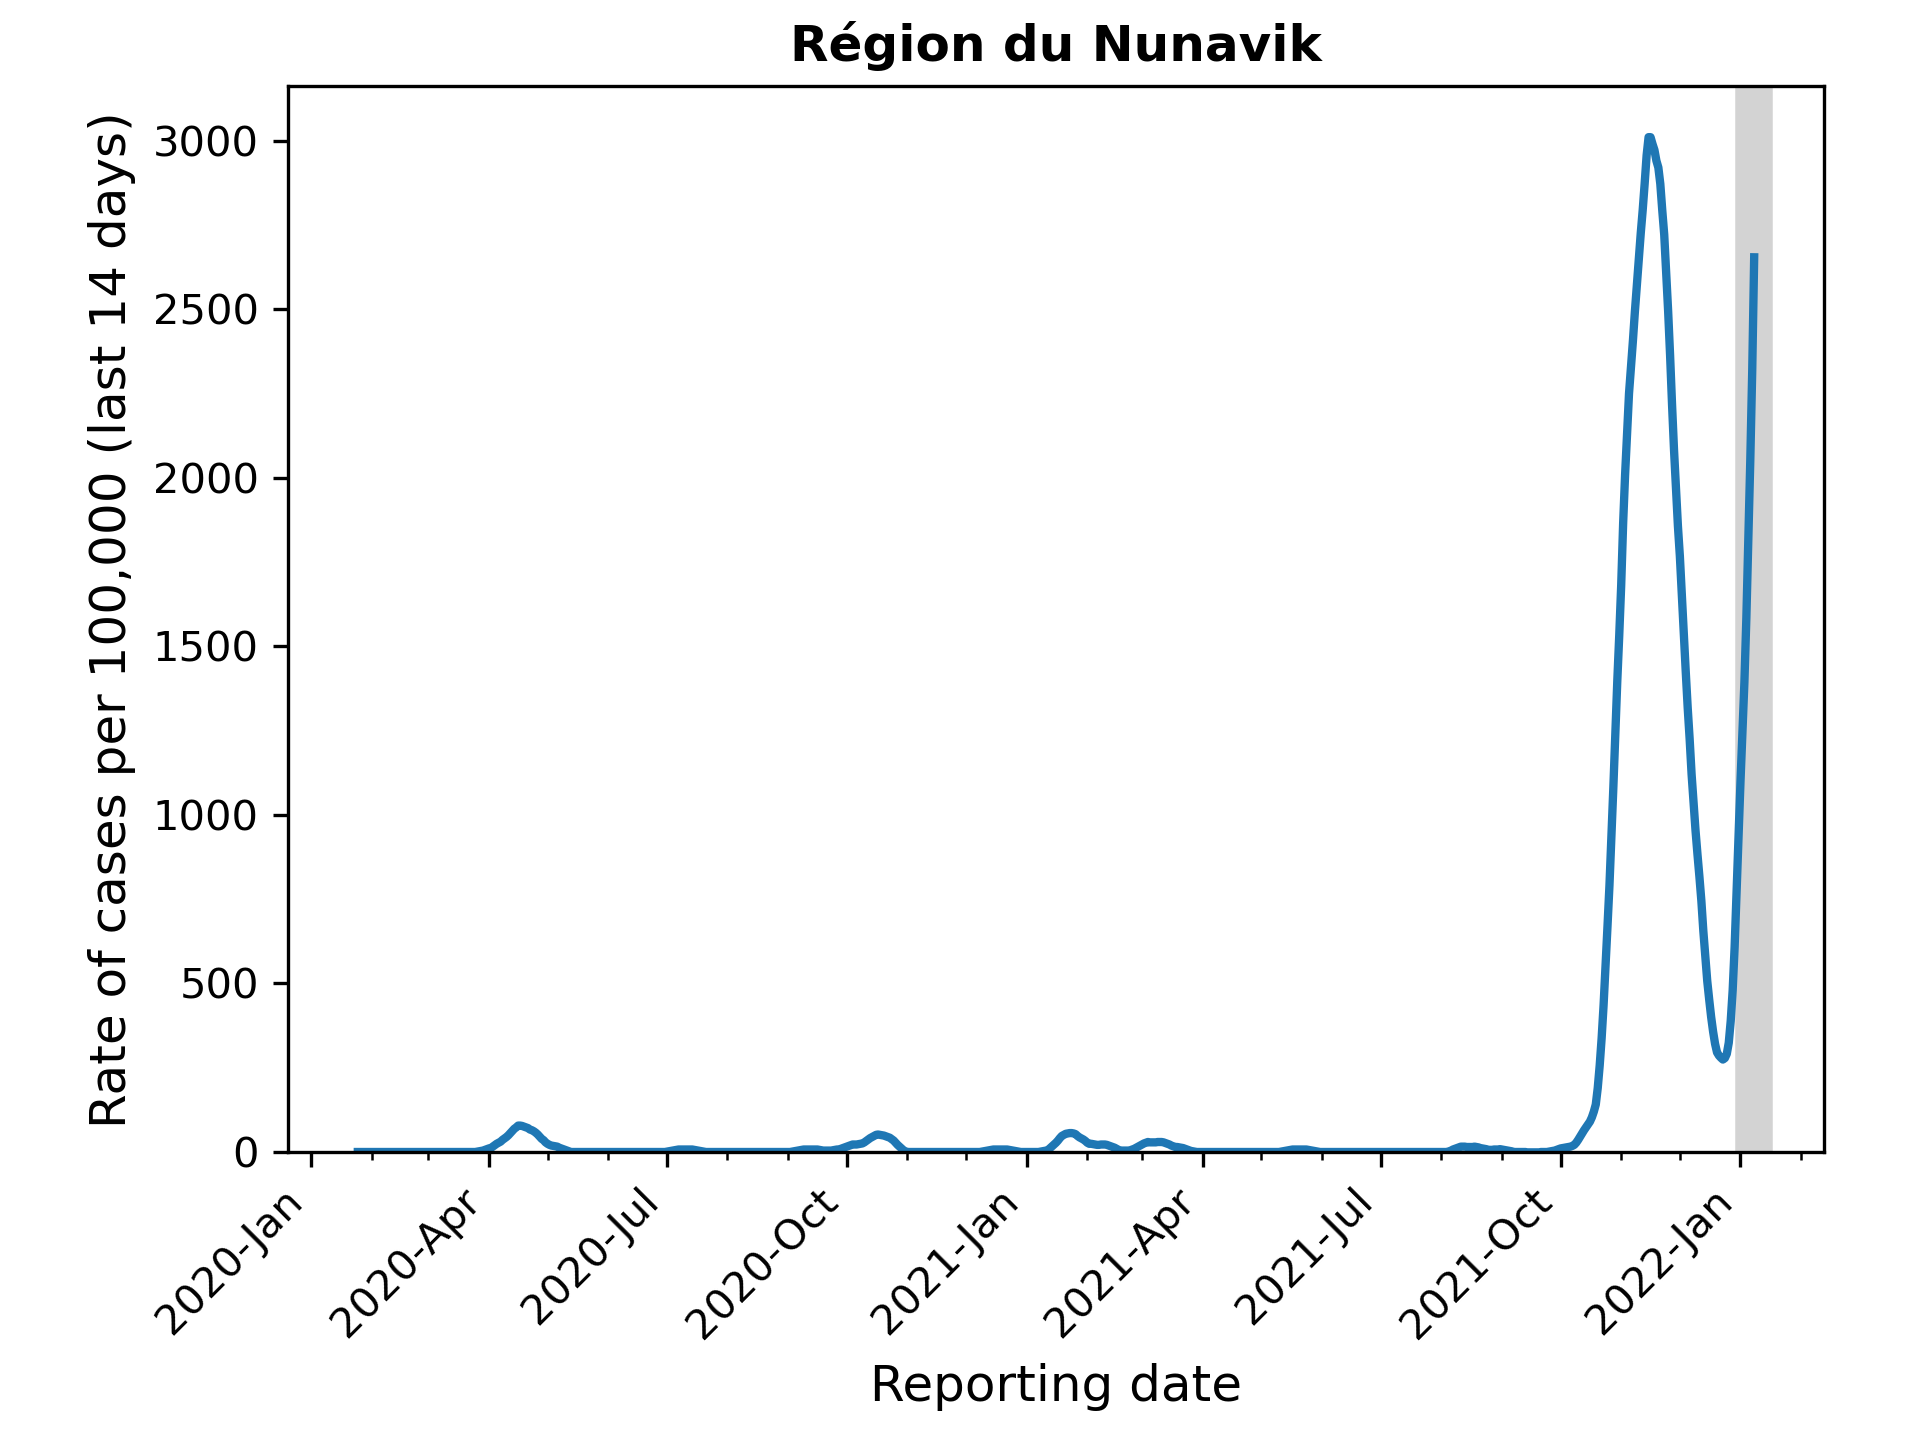 Région du Nunavik
Rate of cases per 100,000 (last 14 days)
3000
2500
2000
1500
1000
500
0
2020-Jan
2020-Apr
2020-Jul
2020-Oct
2021-Jan
2021-Apr
2021-Jul
2021-Oct
2022-Jan
Reporting date